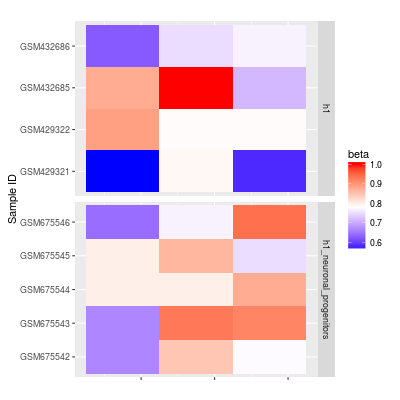 Sample ID
GSM432686
GSM432685
GSM429322
GSM429321
h1
GSM675546
GSM675545
GSM675544
GSM675543
GSM675542
h1_neuronal_progenitors
beta
1.0
0.9
0.8
0.7
0.6